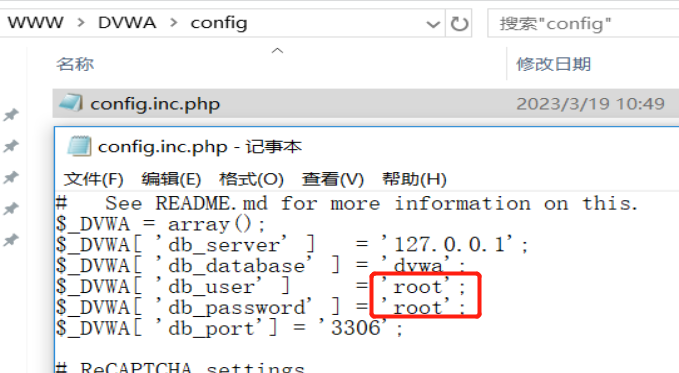 WWW > DVWA > config
搜索"config"
名称
修改日期
config.inc.php
2023/3/19 10:49
config.inc.php - 记事本
文件(F) 编辑(E) 格式(O) 查看(V) 帮助(H)
#   See README.md for more information on this.
$_DVWA = array();
$_DVWA[ 'db_server' ]   = '127.0.0.1';
$_DVWA[ 'db_database' ] = 'dvwa';
$_DVWA[ 'db_user' ]     = 'root';
$_DVWA[ 'db_password' ] = 'root';
$_DVWA[ 'db_port'] = '3306';
# ReCAPTCHA settings